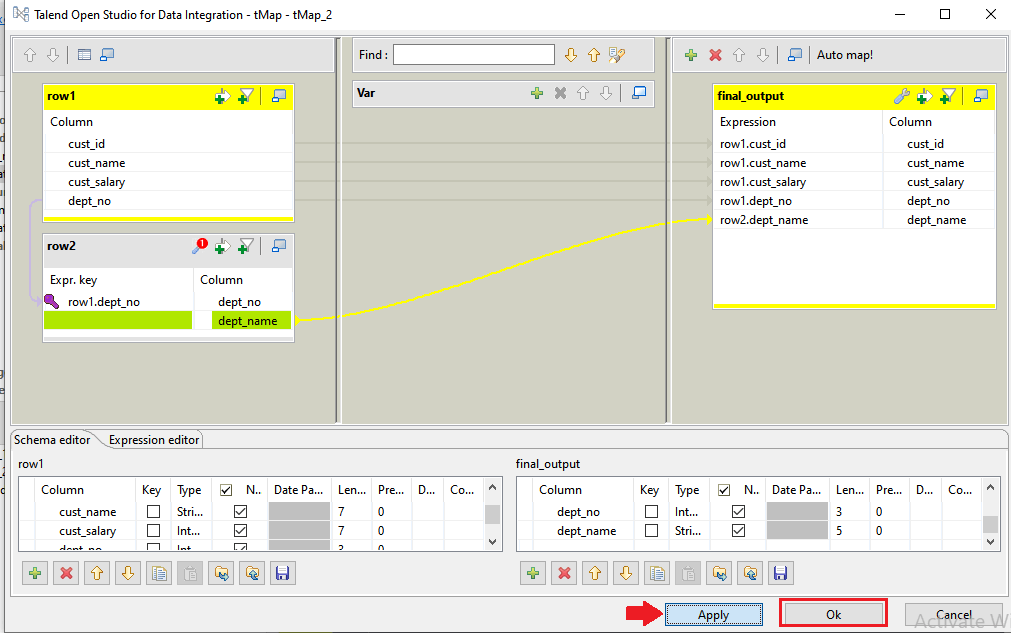 Talend Open Studio for Data Integration - tMap - tMap_2
Find :
Auto map!
row1
Column
cust_id
cust_name
cust_salary
dept_no
row2
Expr. key Column
row1.dept_no dept_no
dept_name
Var
final_output
Expression Column
row1.cust_id cust_id
row1.cust_name cust_name
row1.cust_salary cust_salary
row1.dept_no dept_no
row2.dept_name dept_name
Schema editor Expression editor
row1
Column Key Type N.. Date Pa... Len... Pre... D... Co...
cust_name Stri... 7 0
cust_salary Int... 7 0
dept_no Int... 3 0
final_output
Column Key Type N.. Date Pa... Len... Pre... D... Co...
dept_no Int... 3 0
dept_name Stri... 5 0
Apply Ok Cancel
Activate W